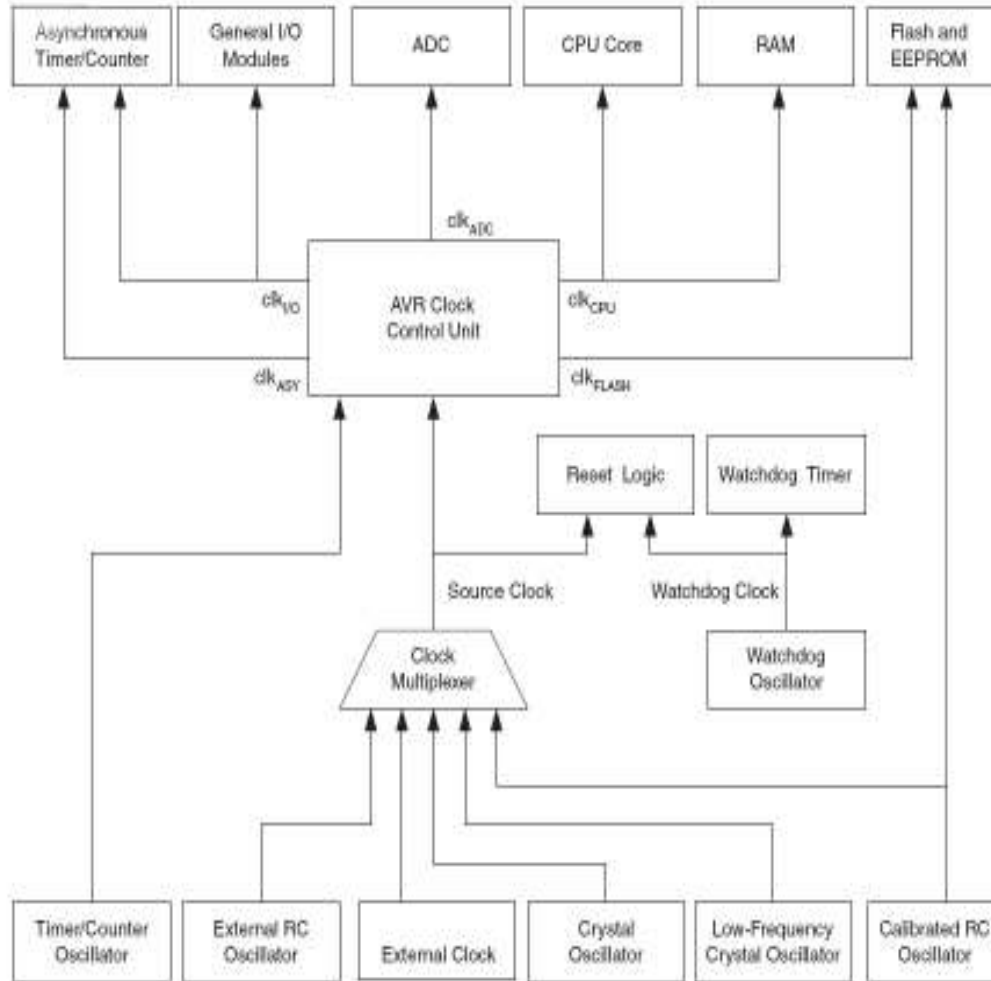 Asynchronous
Timer/Counter
General I/O
Modules
ADC
CPU Core
RAM
Flash and
EEPROM
clkADC
clkI/O
AVR Clock
Control Unit
clkCPU
clkASY
clkFLASH
Reset Logic
Watchdog Timer
Source Clock
Watchdog Clock
Clock
Multiplexer
Watchdog
Oscillator
Timer/Counter
Oscillator
External RC
Oscillator
External Clock
Crystal
Oscillator
Low-Frequency
Crystal Oscillator
Calibrated RC
Oscillator